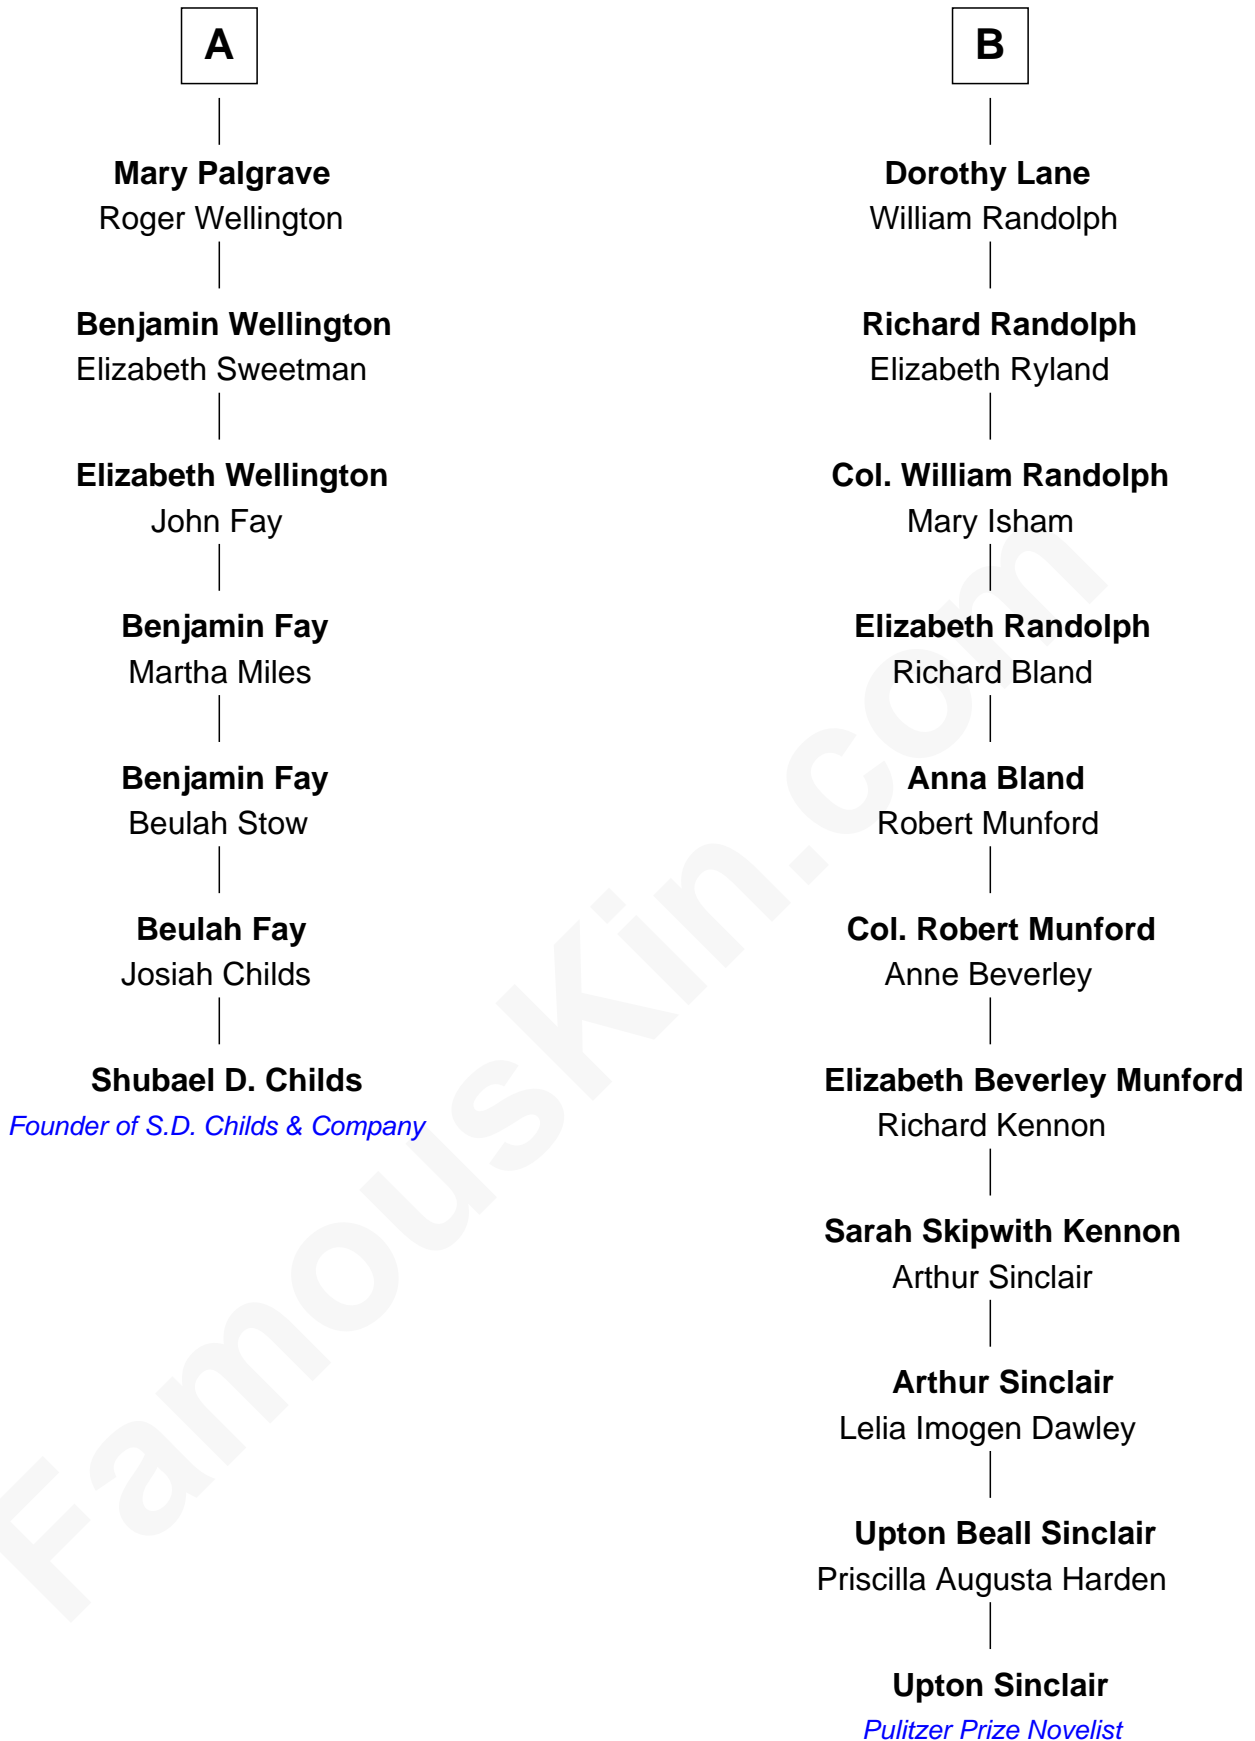 A
Mary Palgrave
Roger Wellington
Benjamin Wellington
Elizabeth Sweetman
Elizabeth Wellington
John Fay
Benjamin Fay
Martha Miles
Benjamin Fay
Beulah Stow
Beulah Fay
Josiah Childs
Shubael D. Childs
Founder of S.D. Childs & Company
B
Dorothy Lane
William Randolph
Richard Randolph
Elizabeth Ryland
Col. William Randolph
Mary Isham
Elizabeth Randolph
Richard Bland
Anna Bland
Robert Munford
Col. Robert Munford
Anne Beverley
Elizabeth Beverley Munford
Richard Kennon
Sarah Skipwith Kennon
Arthur Sinclair
Arthur Sinclair
Lelia Imogen Dawley
Upton Beall Sinclair
Priscilla Augusta Harden
Upton Sinclair
Pulitzer Prize Novelist
FamousKin.com